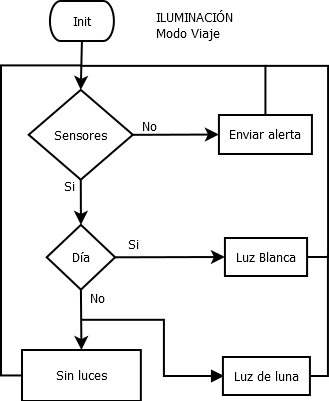 Init
ILUMINACIÓN
Modo Viaje
Sensores
No
Enviar alerta
Si
Día
Si
Luz Blanca
No
Sin luces
Luz de luna